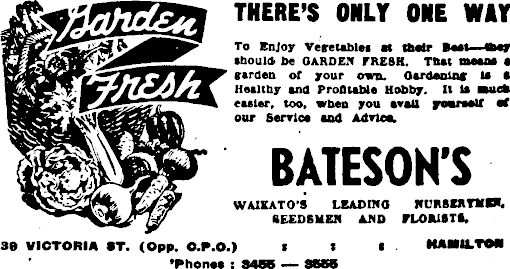 Garden
Fresh
THERE'S ONLY ONE WAY
To Enjoy Vegetables at their Best—they
should be GARDEN FRESH. That means a
garden of your own. Gardening is a
Healthy and Profitable Hobby. It is much
easier, too, when you avail yourself of
our Service and Advice.
BATESON'S
WAIKATO'S LEADING NURSERYMEN,
SEEDSMEN AND FLORISTS,
39 VICTORIA ST. (Opp. C.P.O.) : : : HAMILTON
'Phones : 3455 — 3555